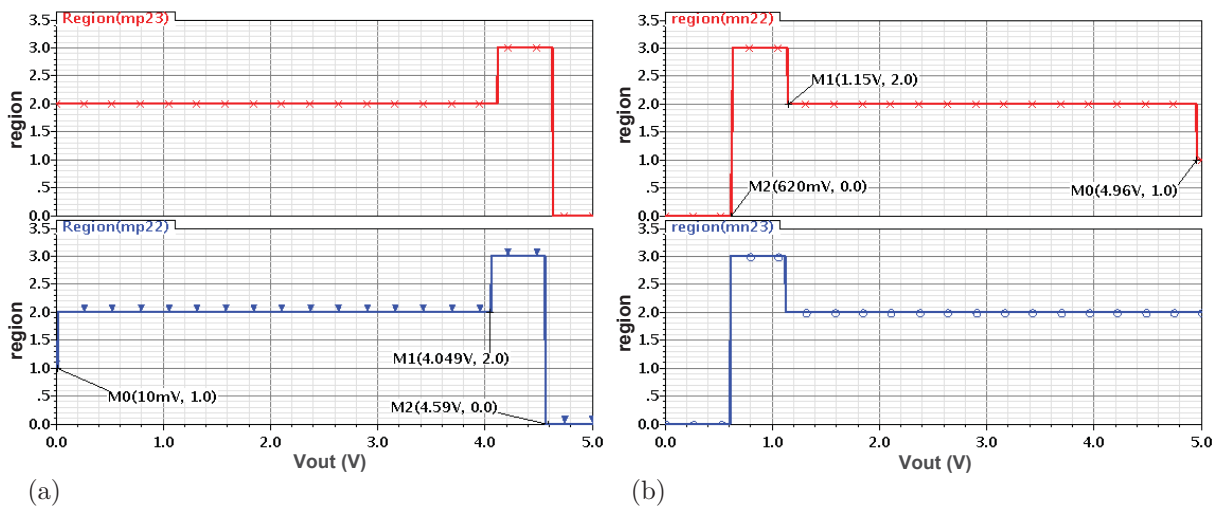 Region(mp23)
3.5
3.0
2.5
2.0
1.5
1.0
.5
0.0
region
Region(mp22)
3.5
3.0
2.5
2.0
1.5
1.0
.5
0.0
region
M1(4.049V, 2.0)
M0(10mV, 1.0)
M2(4.59V, 0.0)
0.0 1.0 2.0 3.0 4.0 5.0
Vout (V)
(a)
region(mn22)
3.5
3.0
2.5
2.0
1.5
1.0
.5
0.0
region
M1(1.15V, 2.0)
M2(620mV, 0.0)
M0(4.96V, 1.0)
region(mn23)
3.5
3.0
2.5
2.0
1.5
1.0
.5
0.0
region
0.0 1.0 2.0 3.0 4.0 5.0
Vout (V)
(b)